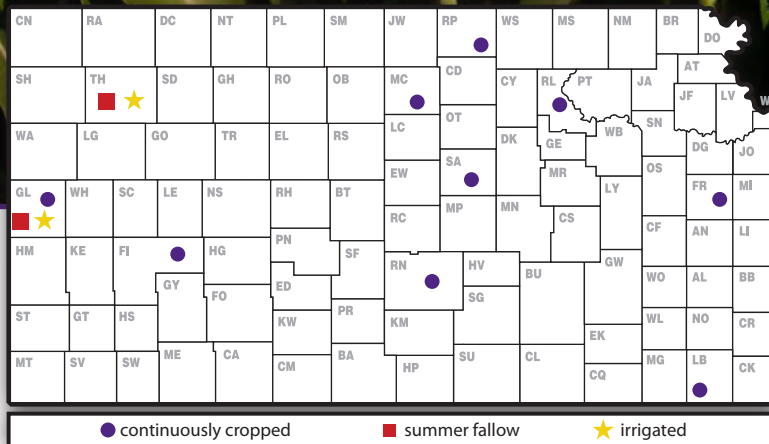 CN RA DC NT PL SM JW RP WS MS NM BR DO
SH TH SD GH RO OB MC CD CY RL PT JA AT
JF LV
WA LG GO TR EL RS LC OT DK GE WB SN DG JO
GL WH SC LE NS RH BT EW SA MR LY OS FR MI
HM KE FI HG PN SF RC MP MN CS CF AN LI
GY FO ED RN HV SG BU GW WO AL BB
ST GT HS KW PR KM EK WL NO CR
MT SV SW ME CA CM BA HP SU CL CQ MG LB CK
continuously cropped summer fallow irrigated